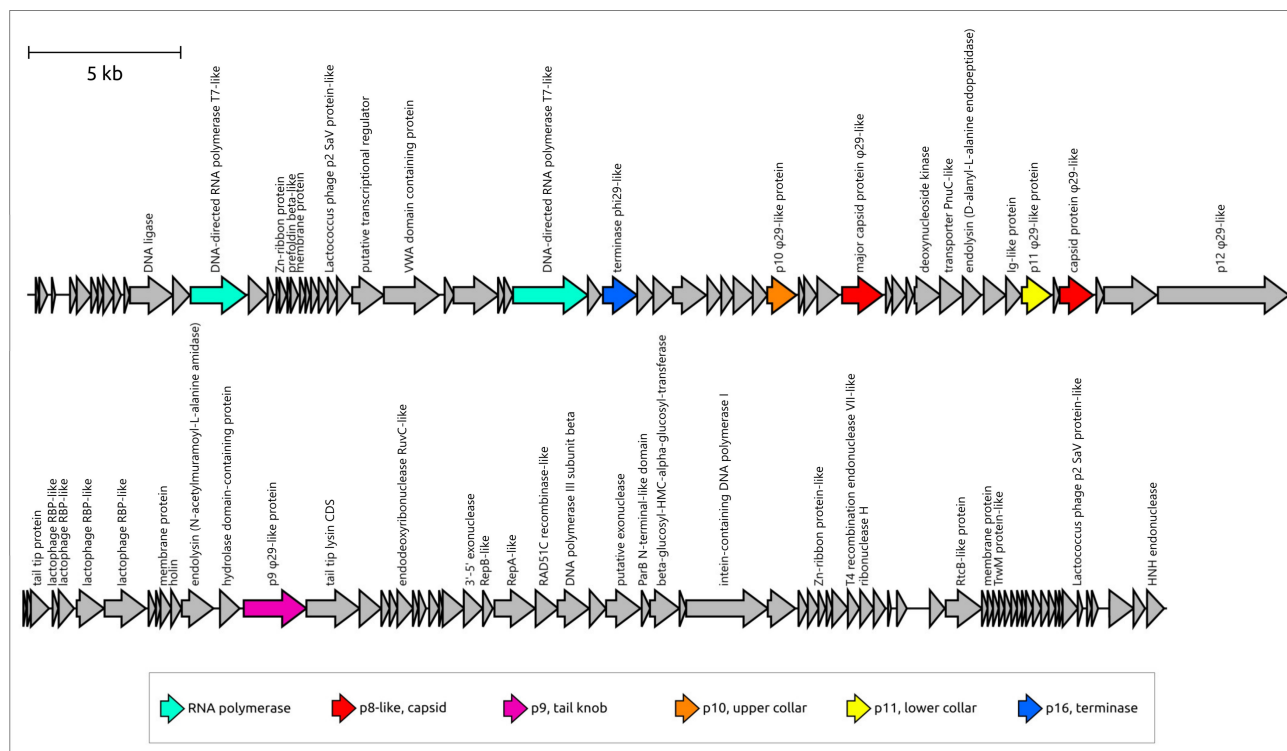 5 kb
DNA ligase
DNA-directed RNA polymerase T7-like
Zn-ribbon protein
prefoldin beta-like
membrane protein
Lactococcus phage p2 SaV protein-like
putative transcriptional regulator
VWA domain containing protein
DNA-directed RNA polymerase T7-like
terminase phi29-like
p10 φ29-like protein
major capsid protein φ29-like
deoxynucleoside kinase
transporter PnuC-like
endolysin (D-alanyl-L-alanine endopeptidase)
Ig-like protein
p11 φ29-like protein
capsid protein φ29-like
p12 φ29-like
tail tip protein
lactophage RBP-like
lactophage RBP-like
lactophage RBP-like
lactophage RBP-like
membrane protein
holin
endolysin (N-acetylmuramoyl-L-alanine amidase)
hydrolase domain-containing protein
p9 φ29-like protein
tail tip lysin CDS
endodeoxyribonuclease RuvC-like
3'-5' exonuclease
RepB-like
RepA-like
RAD51C recombinase-like
DNA polymerase III subunit beta
putative exonuclease
ParB N-terminal-like domain
beta-glucosyl-HMC-alpha-glucosyl-transferase
intein-containing DNA polymerase I
Zn-ribbon protein-like
T4 recombination endonuclease VII-like
ribonuclease H
RtcB-like protein
membrane protein
TrwM protein-like
Lactococcus phage p2 SaV protein-like
HNH endonuclease
RNA polymerase
p8-like, capsid
p9, tail knob
p10, upper collar
p11, lower collar
p16, terminase